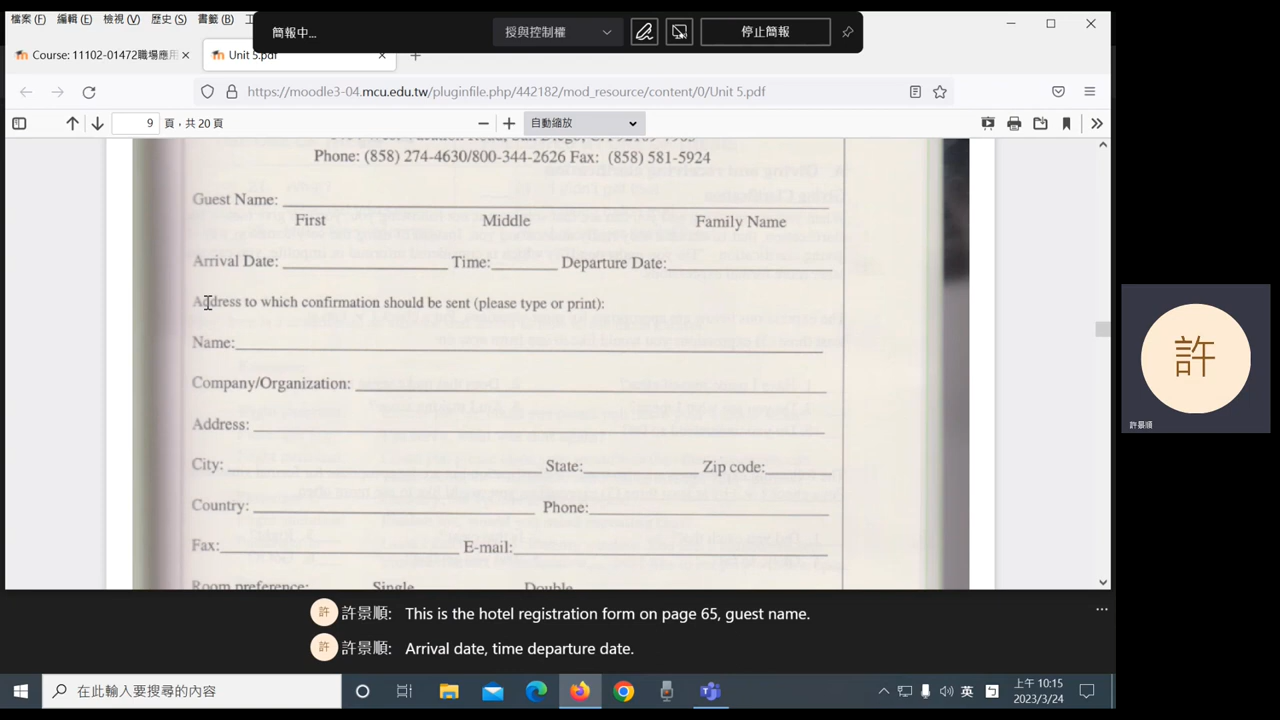 檔案 (F) 編輯 (E) 檢視 (V) 歷史 (S) 書籤 (B)
簡報中...
授與控制權
停止簡報
Course: 11102-01472職場應用
Unit 5.pdf
https://moodle3-04.mcu.edu.tw/pluginfile.php/442182/mod_resource/content/0/Unit 5.pdf
9 頁，共 20 頁
自動縮放
Phone: (858) 274-4630/800-344-2626 Fax: (858) 581-5924
Guest Name:
First Middle Family Name
Arrival Date: Time: Departure Date:
Address to which confirmation should be sent (please type or print):
Name:
Company/Organization:
Address:
City: State: Zip code:
Country: Phone:
Fax: E-mail:
Room preference: Single Double
許
許景順
許 許景順: This is the hotel registration form on page 65, guest name.
許 許景順: Arrival date, time departure date.
在此輸入要搜尋的內容
英
上午 10:15
2023/3/24